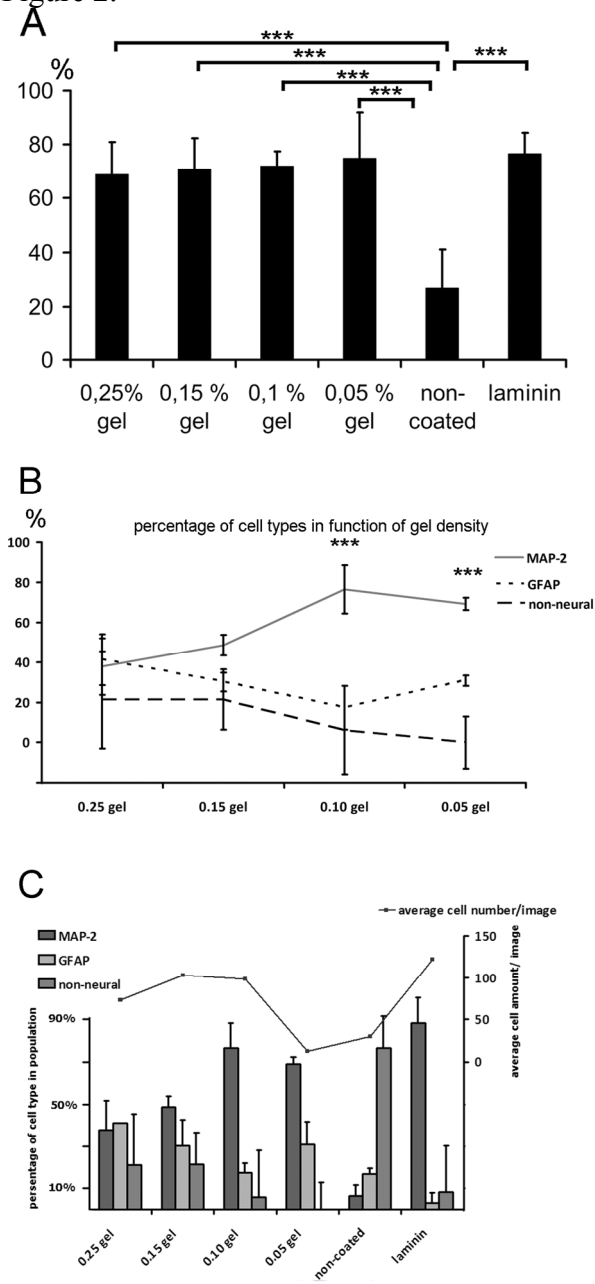 Figure 2.
A
%
***
***
***
***
***
100
80
60
40
20
0
0,25% gel
0,15 % gel
0,1 % gel
0,05 % gel
non-coated
laminin
B
%
percentage of cell types in function of gel density
***
***
MAP-2
GFAP
non-neural
100
80
60
40
20
0
0.25 gel
0.15 gel
0.10 gel
0.05 gel
C
average cell number/image
MAP-2
GFAP
non-neural
persentage of cell type in population
90%
50%
10%
150
100
50
0
average cell amount/ image
0.25 gel
0.15 gel
0.10 gel
0.05 gel
non-coated
laminin